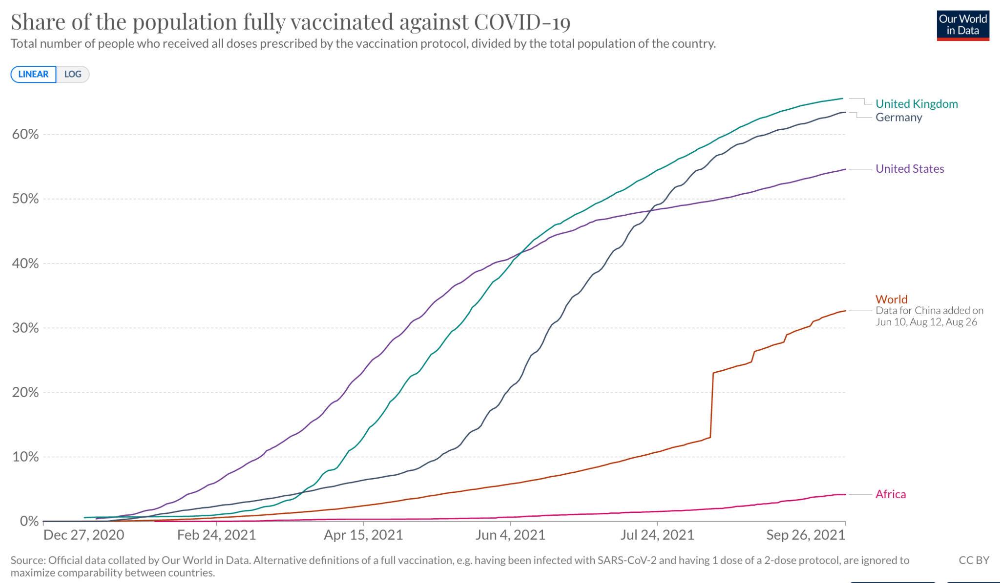 Share of the population fully vaccinated against COVID-19
Our World
in Data
Total number of people who received all doses prescribed by the vaccination protocol, divided by the total population of the country.
LINEAR LOG
United Kingdom
Germany
60%
United States
50%
40%
World
Data for China added on
Jun 10, Aug 12, Aug 26
30%
20%
10%
Africa
0%
Dec 27, 2020 Feb 24, 2021 Apr 15, 2021 Jun 4, 2021 Jul 24, 2021 Sep 26, 2021
Source: Official data collated by Our World in Data. Alternative definitions of a full vaccination, e.g. having been infected with SARS-CoV-2 and having 1 dose of a 2-dose protocol, are ignored to
maximize comparability between countries.
CC BY